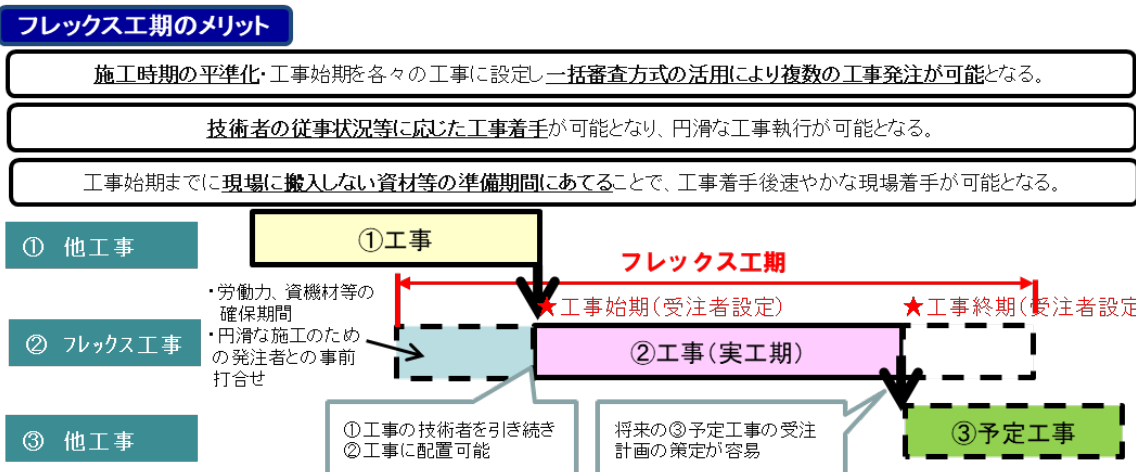 フレックス工期のメリット
施工時期の平準化・工事始期を各々の工事に設定し一括審査方式の活用により複数の工事発注が可能となる。
技術者の従事状況等に応じた工事着手が可能となり、円滑な工事執行が可能となる。
工事始期までに現場に搬入しない資材等の準備期間にあてることで、工事着手後速やかな現場着手が可能となる。
① 他工事
①工事
フレックス工期
・労働力、資機材等の
確保期間
・円滑な施工のため
の発注者との事前
打合せ
★工事始期(受注者設定)
★工事終期(受注者設定
② フレックス工事
②工事(実工期)
①工事の技術者を引き続き
②工事に配置可能
将来の③予定工事の受注
計画の策定が容易
③ 他工事
③予定工事